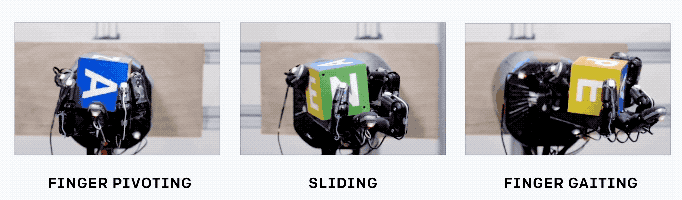 A
E N
E
FINGER PIVOTING
SLIDING
FINGER GAITING